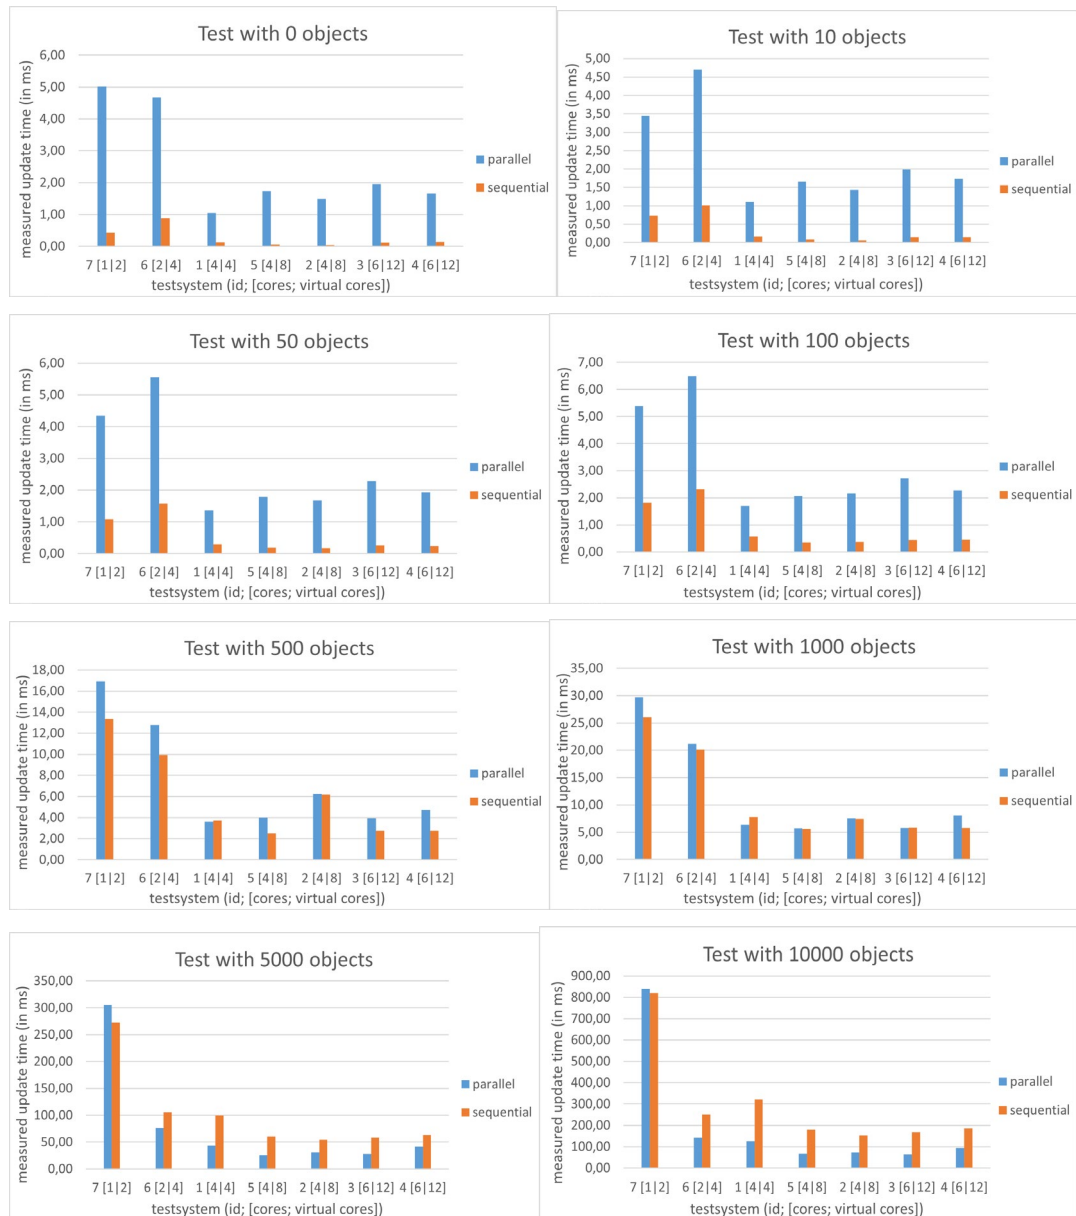 Test with 0 objects
measured update time (in ms)
6,00
5,00
4,00
3,00
2,00
1,00
0,00
7 [1|2] 6 [2|4] 1 [4|4] 5 [4|8] 2 [4|8] 3 [6|12] 4 [6|12]
testsystem (id; [cores; virtual cores])
parallel
sequential
Test with 10 objects
measured update time (in ms)
5,00
4,50
4,00
3,50
3,00
2,50
2,00
1,50
1,00
0,50
0,00
7 [1|2] 6 [2|4] 1 [4|4] 5 [4|8] 2 [4|8] 3 [6|12] 4 [6|12]
testsystem (id; [cores; virtual cores])
parallel
sequential
Test with 50 objects
measured update time (in ms)
6,00
5,00
4,00
3,00
2,00
1,00
0,00
7 [1|2] 6 [2|4] 1 [4|4] 5 [4|8] 2 [4|8] 3 [6|12] 4 [6|12]
testsystem (id; [cores; virtual cores])
parallel
sequential
Test with 100 objects
measured update time (in ms)
7,00
6,00
5,00
4,00
3,00
2,00
1,00
0,00
7 [1|2] 6 [2|4] 1 [4|4] 5 [4|8] 2 [4|8] 3 [6|12] 4 [6|12]
testsystem (id; [cores; virtual cores])
parallel
sequential
Test with 500 objects
measured update time (in ms)
18,00
16,00
14,00
12,00
10,00
8,00
6,00
4,00
2,00
0,00
7 [1|2] 6 [2|4] 1 [4|4] 5 [4|8] 2 [4|8] 3 [6|12] 4 [6|12]
testsystem (id; [cores; virtual cores])
parallel
sequential
Test with 1000 objects
measured update time (in ms)
35,00
30,00
25,00
20,00
15,00
10,00
5,00
0,00
7 [1|2] 6 [2|4] 1 [4|4] 5 [4|8] 2 [4|8] 3 [6|12] 4 [6|12]
testsystem (id; [cores; virtual cores])
parallel
sequential
Test with 5000 objects
measured update time (in ms)
350,00
300,00
250,00
200,00
150,00
100,00
50,00
0,00
7 [1|2] 6 [2|4] 1 [4|4] 5 [4|8] 2 [4|8] 3 [6|12] 4 [6|12]
testsystem (id; [cores; virtual cores])
parallel
sequential
Test with 10000 objects
measured update time (in ms)
900,00
800,00
700,00
600,00
500,00
400,00
300,00
200,00
100,00
0,00
7 [1|2] 6 [2|4] 1 [4|4] 5 [4|8] 2 [4|8] 3 [6|12] 4 [6|12]
testsystem (id; [cores; virtual cores])
parallel
sequential